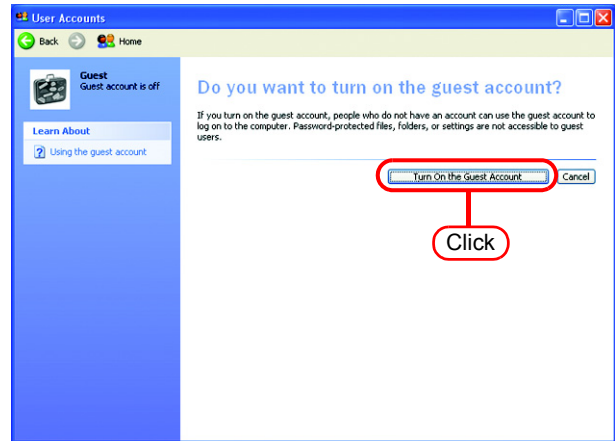 User Accounts
Back Home
Guest
Guest account is off
Learn About
Using the guest account
Do you want to turn on the guest account?
If you turn on the guest account, people who do not have an account can use the guest account to
log on to the computer. Password-protected files, folders, or settings are not accessible to guest
users.
Turn On the Guest Account Cancel
Click